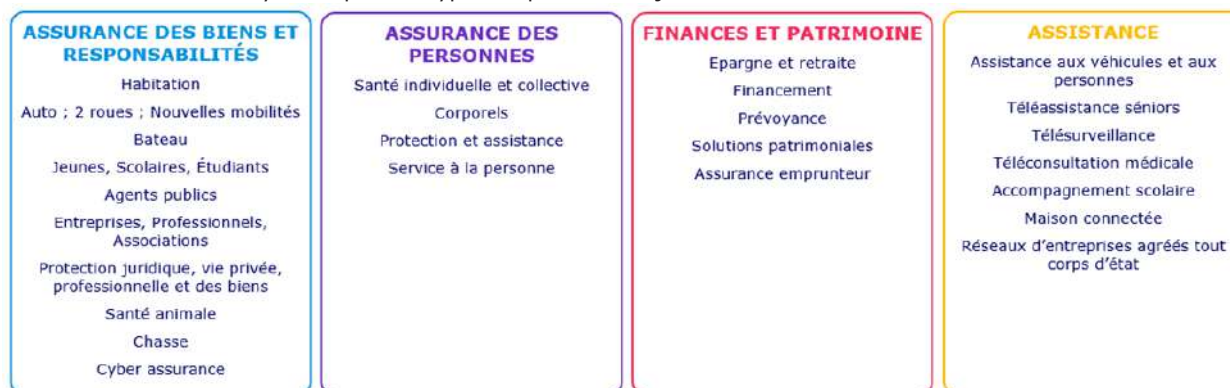 ASSURANCE DES BIENS ET
RESPONSABILITÉS
Habitation
Auto ; 2 roues ; Nouvelles mobilités
Bateau
Jeunes, Scolaires, Étudiants
Agents publics
Entreprises, Professionnels,
Associations
Protection juridique, vie privée,
professionnelle et des biens
Santé animale
Chasse
Cyber assurance
ASSURANCE DES
PERSONNES
Santé individuelle et collective
Corporels
Protection et assistance
Service à la personne
FINANCES ET PATRIMOINE
Epargne et retraite
Financement
Prévoyance
Solutions patrimoniales
Assurance emprunteur
ASSISTANCE
Assistance aux véhicules et aux
personnes
Téléassistance séniors
Télésurveillance
Téléconsultation médicale
Accompagnement scolaire
Maison connectée
Réseaux d'entreprises agréés tout
corps d'état